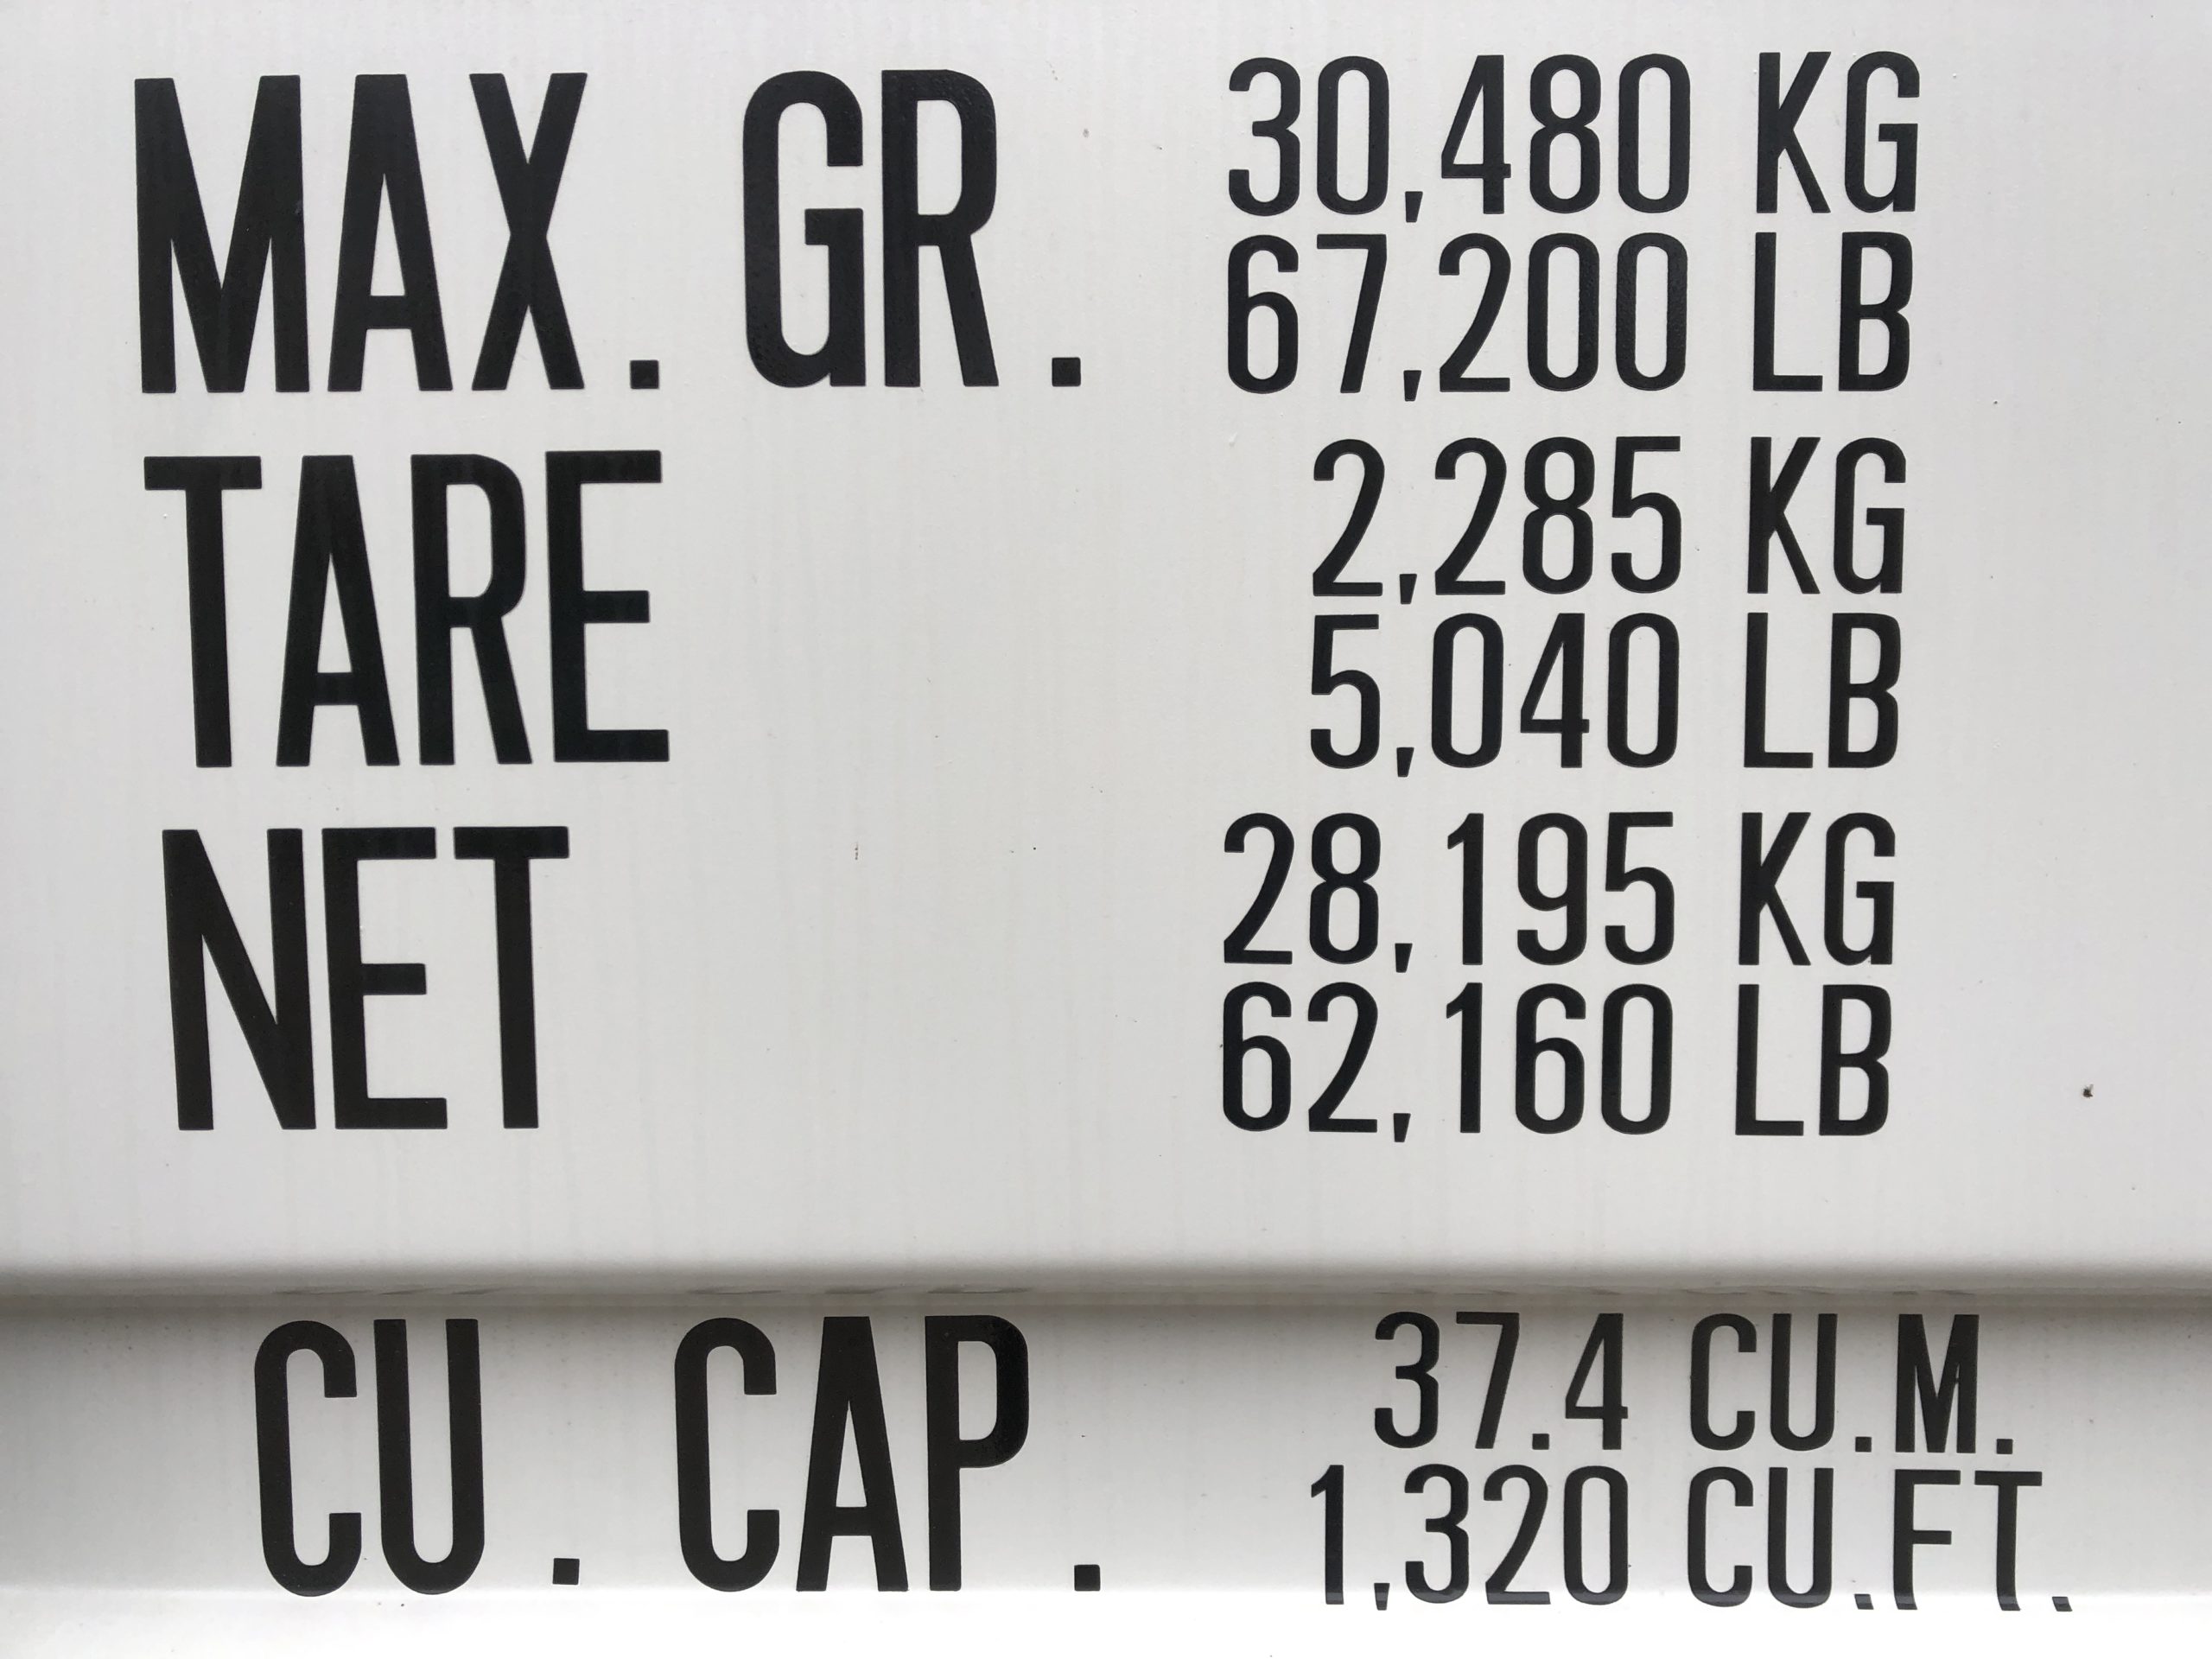 MAX. GR. 30,480 KG
67,200 LB
TARE 2,285 KG
5,040 LB
NET 28,195 KG
62,160 LB
CU. CAP. 37.4 CU.M.
1,320 CU.FT.